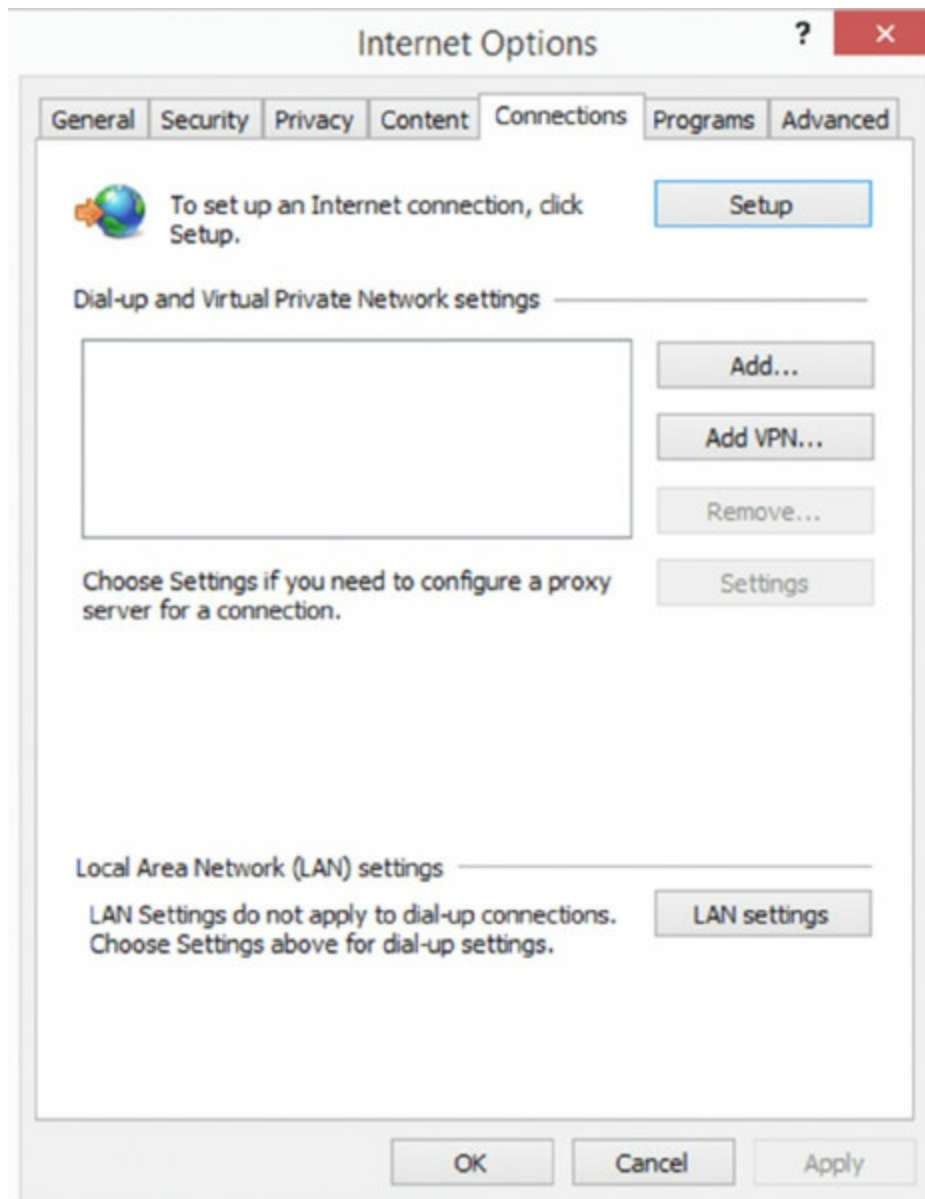 Internet Options ? ×
General Security Privacy Content Connections Programs Advanced
To set up an Internet connection, click
Setup.
Setup
Dial-up and Virtual Private Network settings
Add...
Add VPN...
Remove...
Choose Settings if you need to configure a proxy
server for a connection.
Settings
Local Area Network (LAN) settings
LAN Settings do not apply to dial-up connections.
Choose Settings above for dial-up settings.
LAN settings
OK Cancel Apply